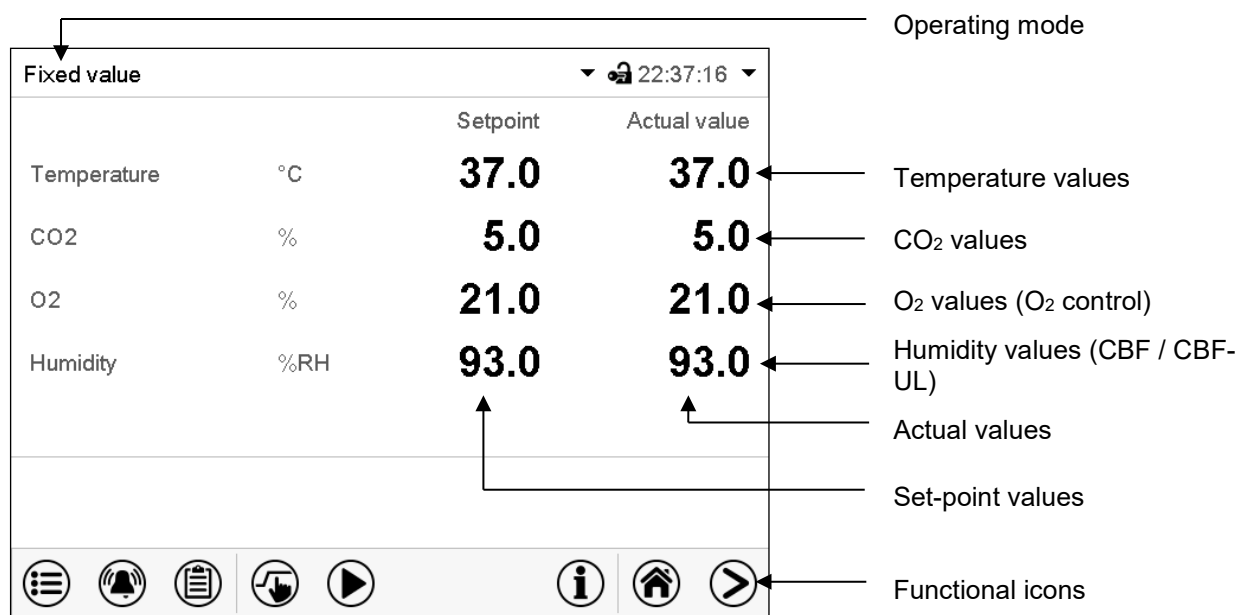 Operating mode
Fixed value 22:37:16
Setpoint Actual value
Temperature °C 37.0 37.0 Temperature values
CO2 % 5.0 5.0 CO₂ values
O2 % 21.0 21.0 O₂ values (O₂ control)
Humidity %RH 93.0 93.0 Humidity values (CBF / CBF-
UL)
Actual values
Set-point values
Functional icons